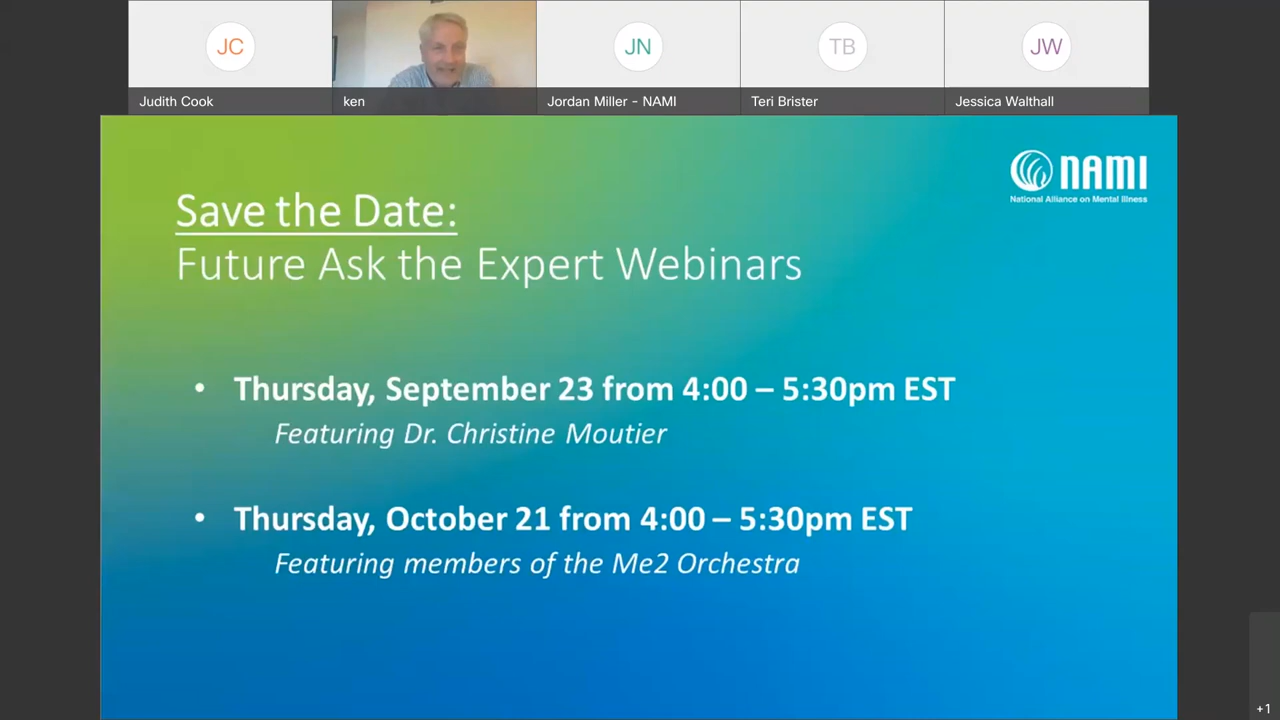 JC
JN
TB
JW
Judith Cook
ken
Jordan Miller - NAMI
Teri Brister
Jessica Walthall
NAMI
National Alliance on Mental Illness
Save the Date:
Future Ask the Expert Webinars
• Thursday, September 23 from 4:00 – 5:30pm EST
Featuring Dr. Christine Moutier
• Thursday, October 21 from 4:00 – 5:30pm EST
Featuring members of the Me2 Orchestra
+1